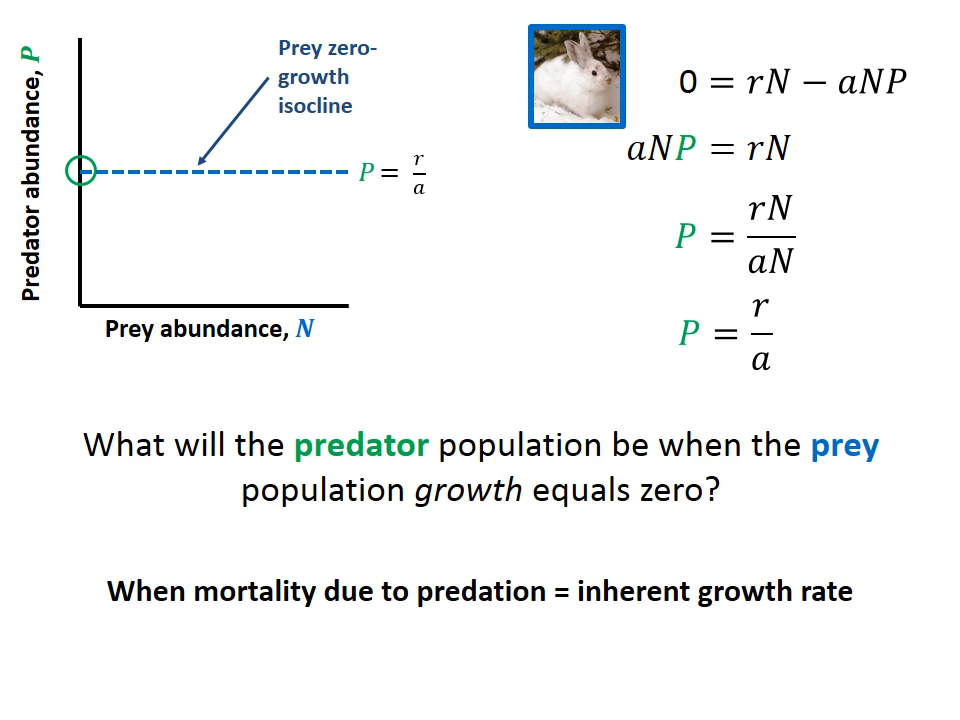 Predator abundance, P
Prey zero-
growth
isocline
P = r/a
Prey abundance, N
0 = rN − aNP
aNP = rN
P = rN/aN
P = r/a
What will the predator population be when the prey
population growth equals zero?
When mortality due to predation = inherent growth rate